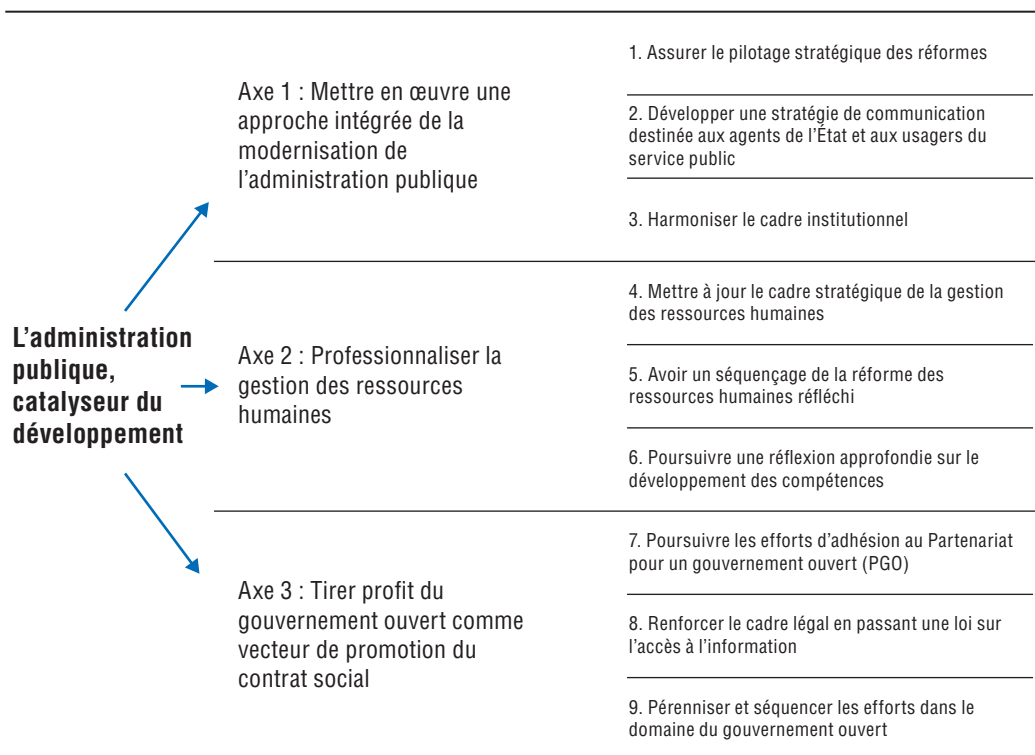 L'administration
publique,
catalyseur du
développement
Axe 1 : Mettre en œuvre une
approche intégrée de la
modernisation de
l'administration publique
1. Assurer le pilotage stratégique des réformes
2. Développer une stratégie de communication
destinée aux agents de l'État et aux usagers du
service public
3. Harmoniser le cadre institutionnel
Axe 2 : Professionnaliser la
gestion des ressources
humaines
4. Mettre à jour le cadre stratégique de la gestion
des ressources humaines
5. Avoir un séquençage de la réforme des
ressources humaines réfléchi
6. Poursuivre une réflexion approfondie sur le
développement des compétences
Axe 3 : Tirer profit du
gouvernement ouvert comme
vecteur de promotion du
contrat social
7. Poursuivre les efforts d'adhésion au Partenariat
pour un gouvernement ouvert (PGO)
8. Renforcer le cadre légal en passant une loi sur
l'accès à l'information
9. Pérenniser et séquencer les efforts dans le
domaine du gouvernement ouvert